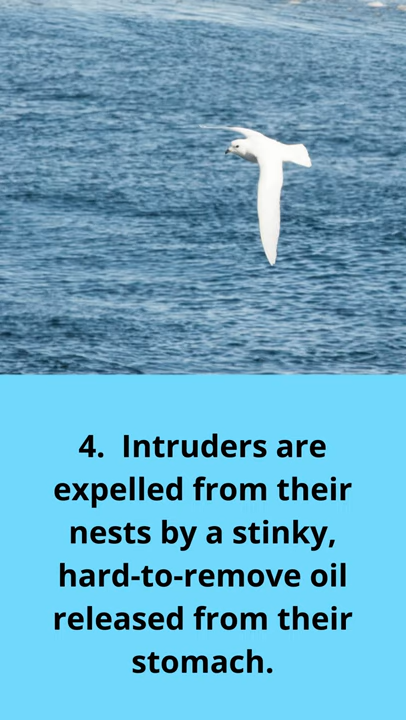 4.  Intruders are
expelled from their
nests by a stinky,
hard-to-remove oil
released from their
stomach.